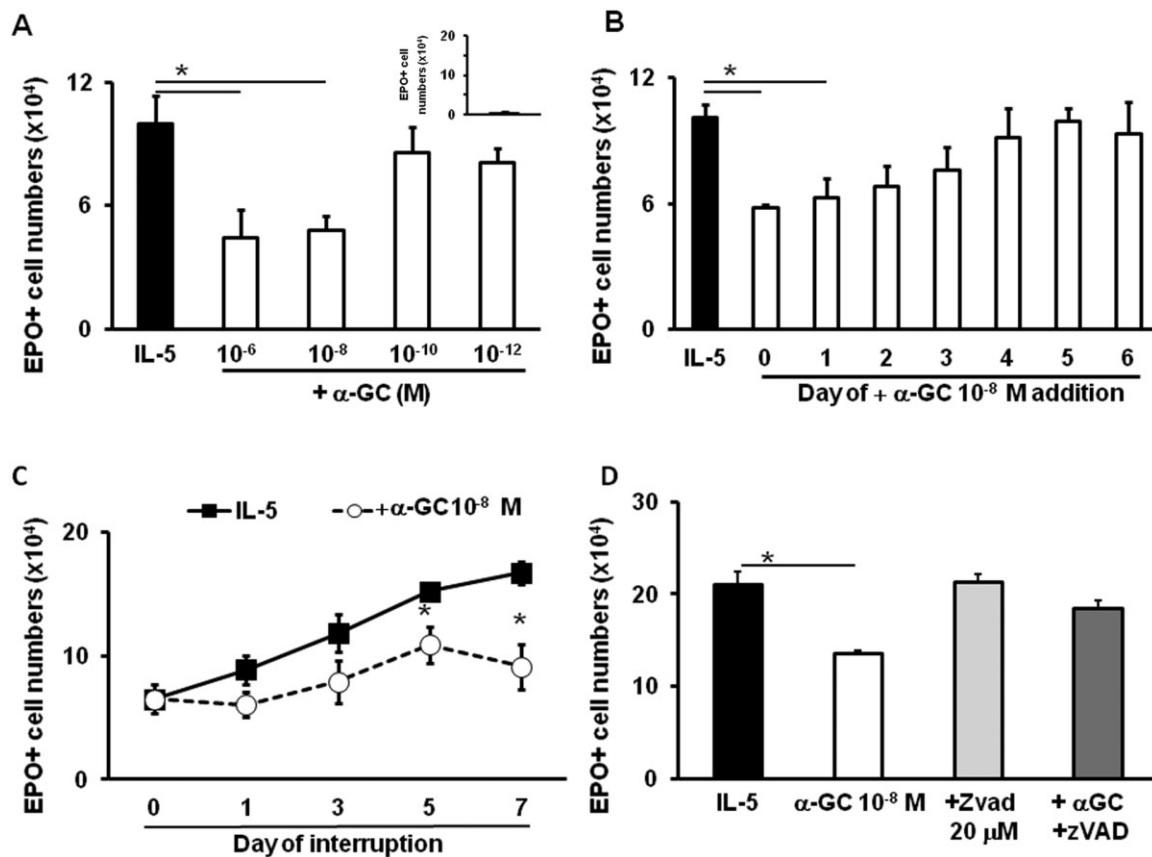 A
EPO+ cell numbers (x10⁴)
12
6
0
*
IL-5
10⁻⁶
10⁻⁸
10⁻¹⁰
10⁻¹²
+ α-GC (M)
EPO+ cell
numbers (x10⁴)
20
15
10
5
0
B
EPO+ cell numbers (x10⁴)
12
6
0
*
IL-5
0
1
2
3
4
5
6
Day of + α-GC 10⁻⁸ M addition
C
IL-5
+α-GC10⁻⁸ M
EPO+ cell numbers (x10⁴)
20
10
0
*
*
0
1
3
5
7
Day of interruption
D
EPO+ cell numbers (x10⁴)
30
20
10
0
*
IL-5
α-GC 10⁻⁸ M
+Zvad
20 μM
+ αGC
+zVAD